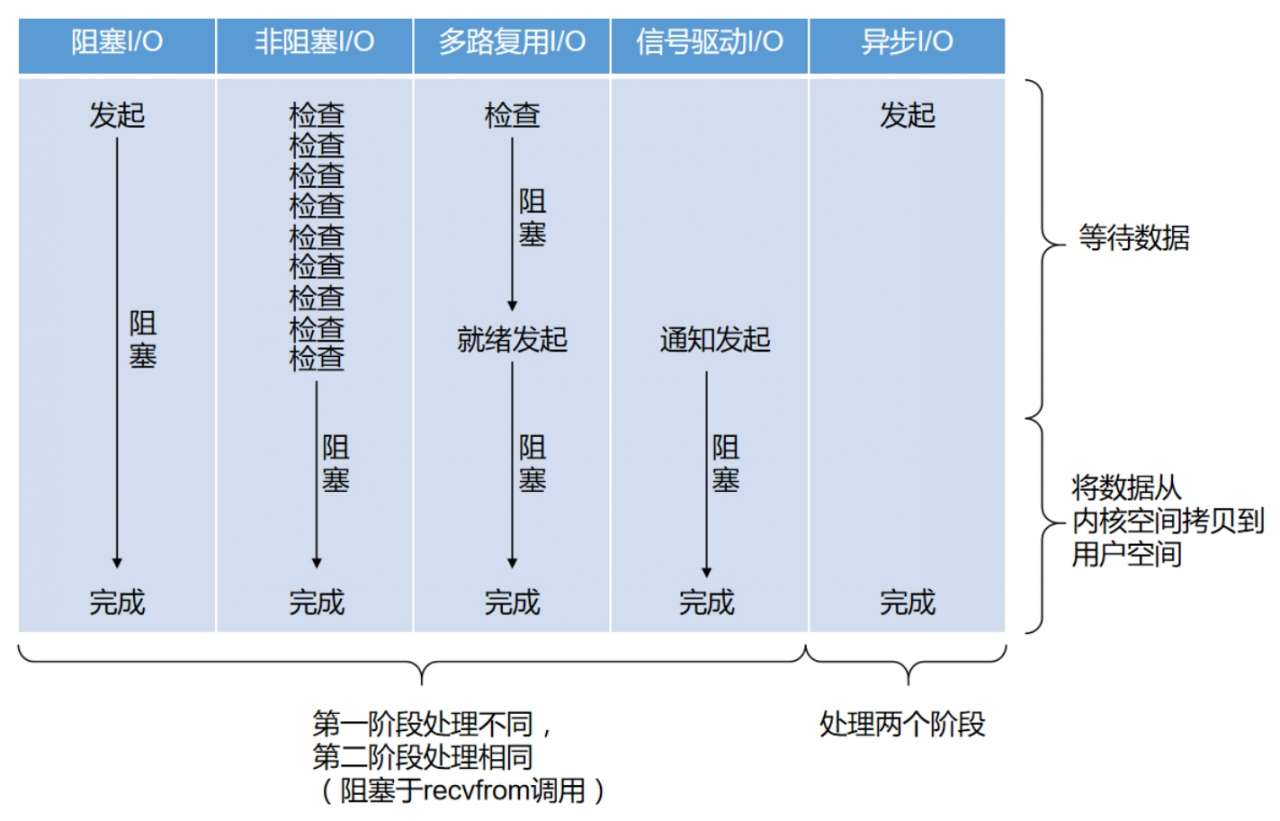 阻塞I/O
非阻塞I/O
多路复用I/O
信号驱动I/O
异步I/O
发起
阻
塞
完成
检查
检查
检查
检查
检查
检查
检查
检查
检查
阻
塞
完成
检查
阻
塞
就绪发起
阻
塞
完成
通知发起
阻
塞
完成
发起
完成
等待数据
将数据从
内核空间拷贝到
用户空间
第一阶段处理不同，
第二阶段处理相同
（阻塞于recvfrom调用）
处理两个阶段